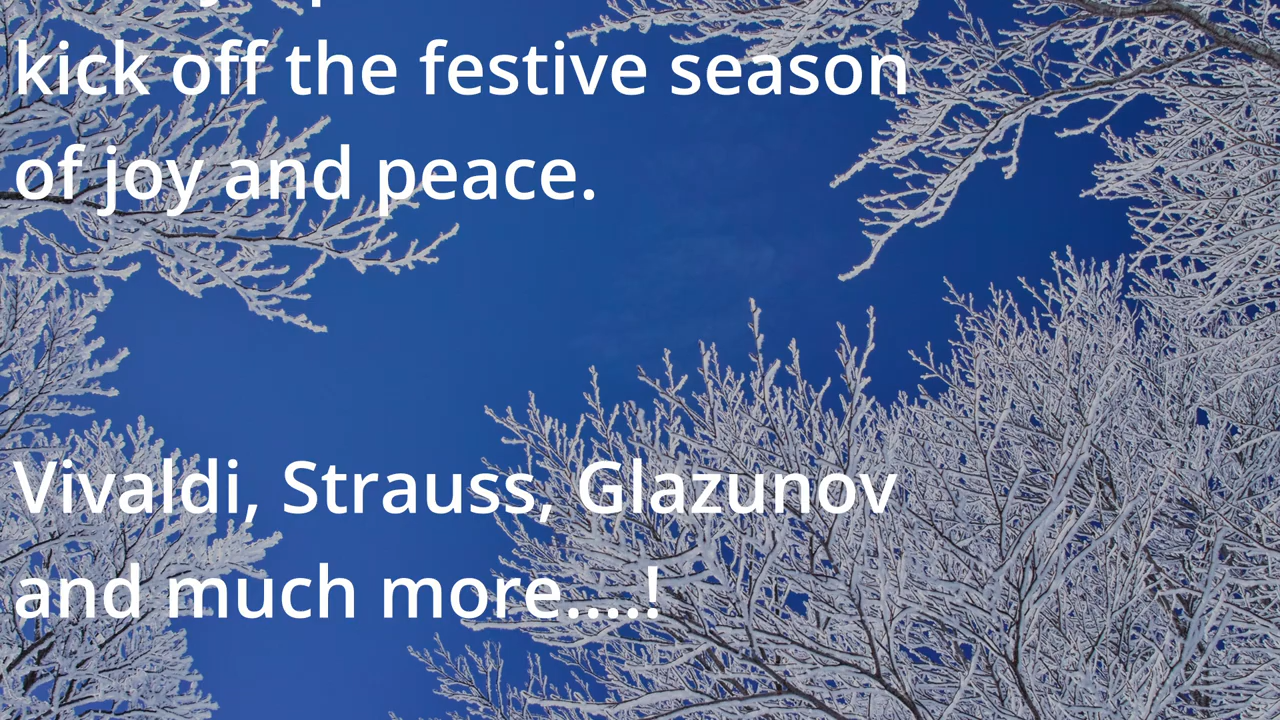 kick off the festive season
of joy and peace.
Vivaldi, Strauss, Glazunov
and much more....!